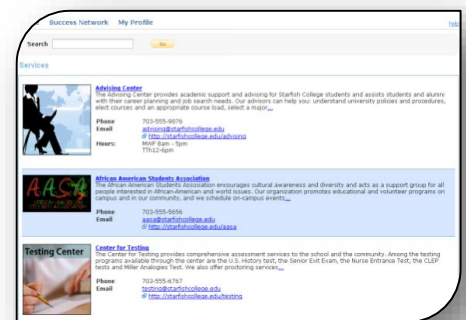 Success Network My Profile
help
Search
Go
Services
Advising Center
The Advising Center provides academic support and advising for Starfish College students and assists students and alumni
with their career planning and job search needs. Our advisors can help you: understand university policies and procedures,
elect courses and an appropriate course load, select a major...
Phone 703-555-9876
Email advising@starfishcollege.edu
http://starfishcollege.edu/advising
Hours: MWF 8am - 5pm
TTh12-6pm
AASA
African American Students Association
The African American Students Association encourages cultural awareness and diversity and acts as a support group for all
people interested in African-American and world issues. Our organization promotes educational and volunteer programs on
campus and in our community, and we schedule on-campus events...
Phone 703-555-5656
Email aasa@starfishcollege.edu
http://starfishcollege.edu/aasa
Testing Center
Center for Testing
The Center for Testing provides comprehensive assessment services to the school and the community. Among the testing
programs available through the center are the U.S. History test, the Senior Exit Exam, the Nurse Entrance Test, the CLEP
tests and Miller Analogies Test. We also offer proctoring services...
Phone 703-555-6767
Email testing@starfishcollege.edu
http://starfishcollege.edu/testing